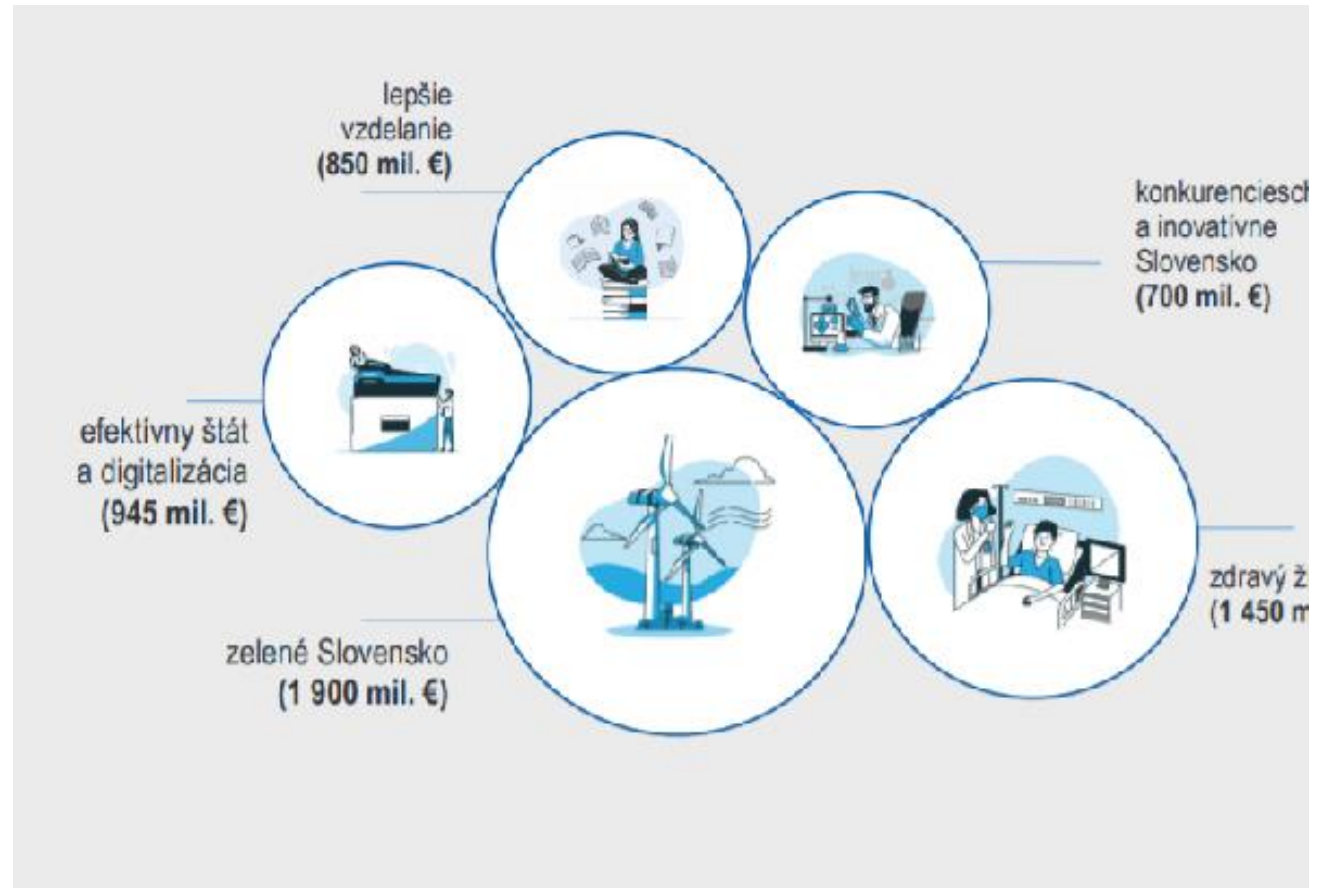 lepšie
vzdelanie
(850 mil. €)
konkurenciesch
a inovatívne
Slovensko
(700 mil. €)
efektívny štát
a digitalizácia
(945 mil. €)
zdravý ž
(1 450 m
zelené Slovensko
(1 900 mil. €)